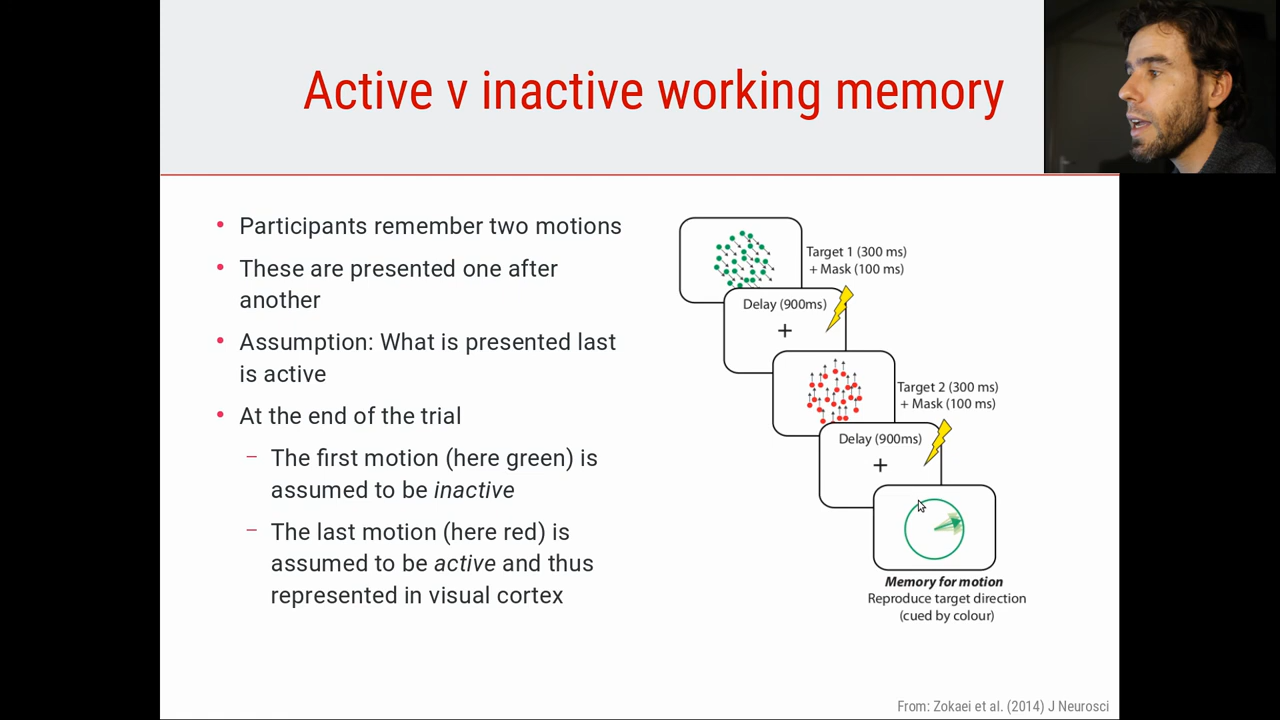 Active v inactive working memory
• Participants remember two motions
• These are presented one after
another
• Assumption: What is presented last
is active
• At the end of the trial
– The first motion (here green) is
assumed to be inactive
– The last motion (here red) is
assumed to be active and thus
represented in visual cortex
Target 1 (300 ms)
+ Mask (100 ms)
Delay (900ms)
+
Target 2 (300 ms)
+ Mask (100 ms)
Delay (900ms)
+
Memory for motion
Reproduce target direction
(cued by colour)
From: Zokaei et al. (2014) J Neurosci